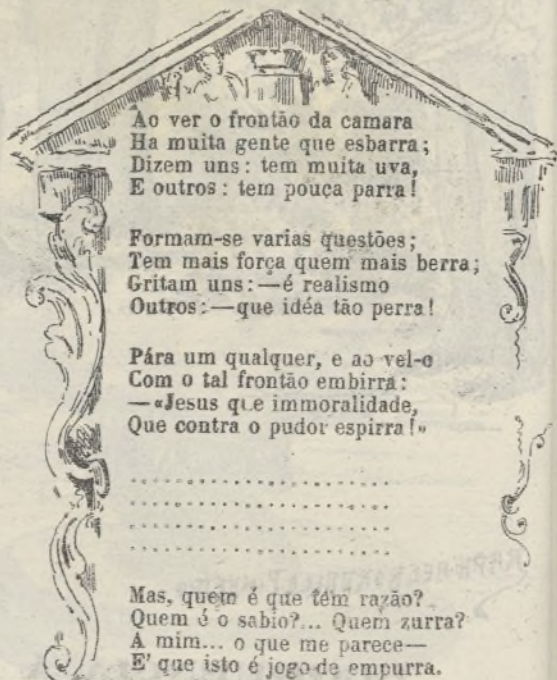 Ao ver o frontão da camara
Ha muita gente que esbarra;
Dizem uns: tem muita uva,
E outros: tem pouca parra!
Formam-se varias questões;
Tem mais força quem mais berra;
Gritam uns:—é realismo
Outros:—que idéa tão perra!
Pára um qualquer, e ao vel-o
Com o tal frontão embirra:
—«Jesus que immoralidade,
Que contra o pudor espirra!»
..............................
..............................
..............................
..............................
Mas, quem é que tem razão?
Quem é o sabio?... Quem zurra?
A mim... o que me parece—
E' que isto é jogo de empurra.